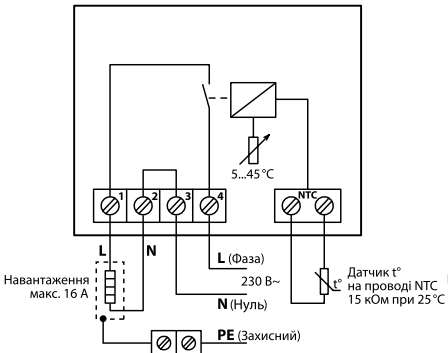 5...45 °C
1 2 3 4
NTC
L N
L (Фаза)
230 В~
N (Нуль)
PE (Захисний)
Навантаження
макс. 16 А
t°
Датчик t°
на проводі NTC
15 кОм при 25°C